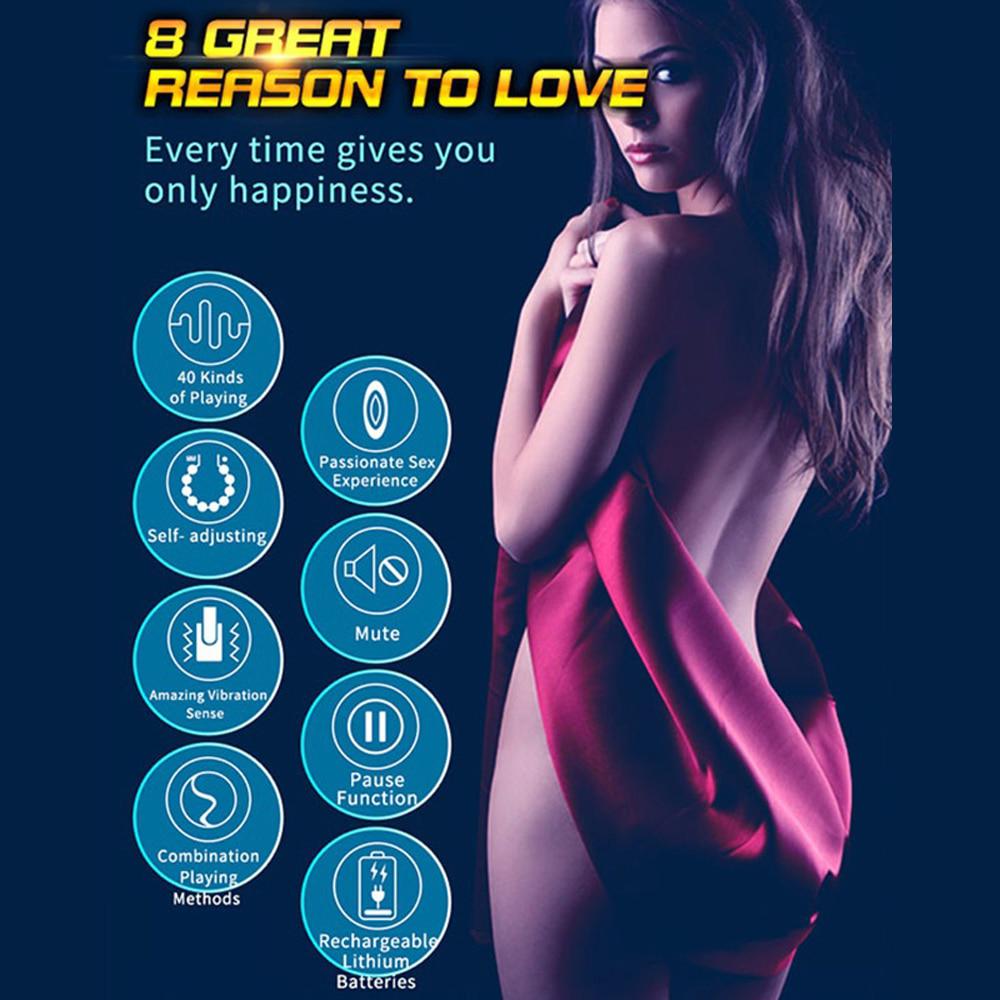 8 GREAT
REASON TO LOVE
Every time gives you
only happiness.
40 Kinds
of Playing
Passionate Sex
Experience
Self- adjusting
Mute
Amazing Vibration
Sense
Pause
Function
Combination
Playing
Methods
Rechargeable
Lithium
Batteries